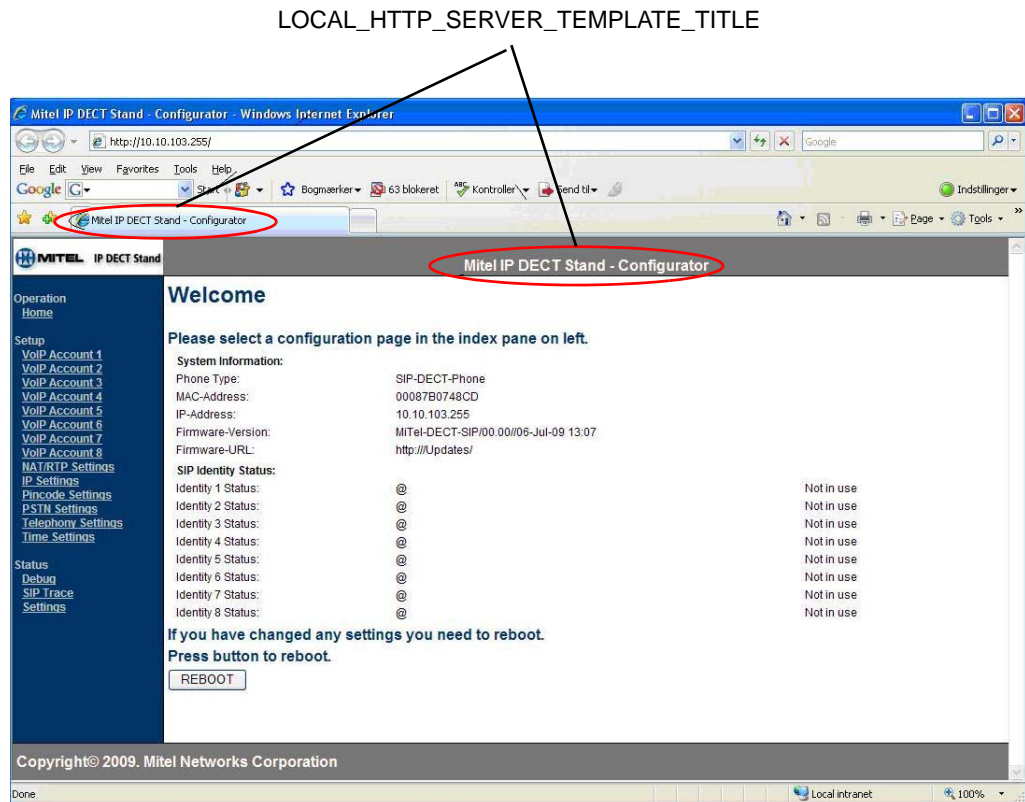 LOCAL_HTTP_SERVER_TEMPLATE_TITLE
Mitel IP DECT Stand - Configurator - Windows Internet Explorer
http://10.10.103.255/
Google
File Edit View Favorites Tools Help
Google G Start Bogmærker 63 blokeret ABC Kontroller Send til Indstillinger
Mitel IP DECT Stand - Configurator Page Tools »
MITEL IP DECT Stand
Mitel IP DECT Stand - Configurator
Operation
Home
Setup
VoIP Account 1
VoIP Account 2
VoIP Account 3
VoIP Account 4
VoIP Account 5
VoIP Account 6
VoIP Account 7
VoIP Account 8
NAT/RTP Settings
IP Settings
Pincode Settings
PSTN Settings
Telephony Settings
Time Settings
Status
Debug
SIP Trace
Settings
Welcome
Please select a configuration page in the index pane on left.
System Information:
Phone Type: SIP-DECT-Phone
MAC-Address: 00087B0748CD
IP-Address: 10.10.103.255
Firmware-Version: MiTel-DECT-SIP/00.00//06-Jul-09 13:07
Firmware-URL: http:///Updates/
SIP Identity Status:
Identity 1 Status: @ Not in use
Identity 2 Status: @ Not in use
Identity 3 Status: @ Not in use
Identity 4 Status: @ Not in use
Identity 5 Status: @ Not in use
Identity 6 Status: @ Not in use
Identity 7 Status: @ Not in use
Identity 8 Status: @ Not in use
If you have changed any settings you need to reboot.
Press button to reboot.
REBOOT
Copyright© 2009. Mitel Networks Corporation
Done Local intranet 100%